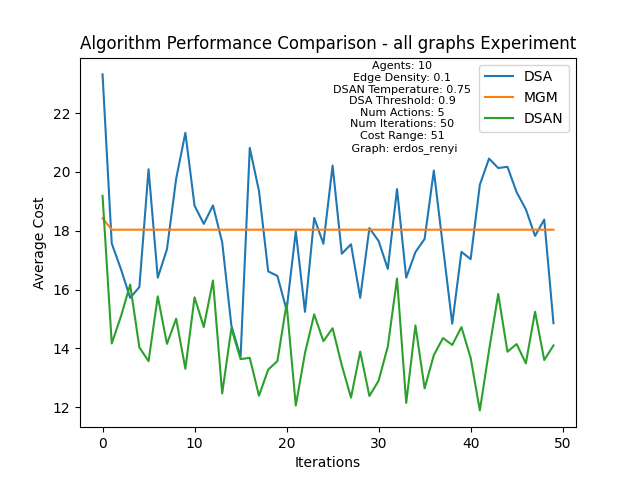 Algorithm Performance Comparison - all graphs Experiment
Agents: 10
Edge Density: 0.1
DSAN Temperature: 0.75
DSA Threshold: 0.9
Num Actions: 5
Num Iterations: 50
Cost Range: 51
Graph: erdos_renyi
DSA
MGM
DSAN
Average Cost
22
20
18
16
14
12
0
10
20
30
40
50
Iterations